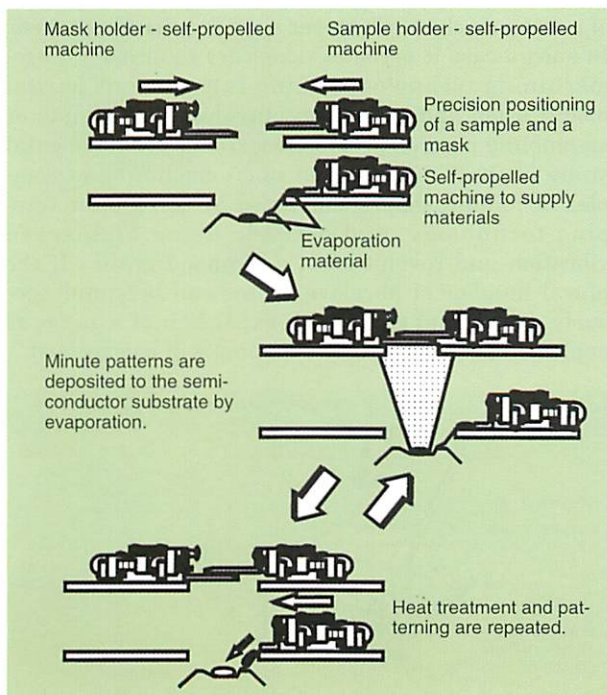 Mask holder - self-propelled
machine
Sample holder - self-propelled
machine
Precision positioning
of a sample and a
mask
Self-propelled
machine to supply
materials
Evaporation
material
Minute patterns are
deposited to the semi-
conductor substrate by
evaporation.
Heat treatment and pat-
terning are repeated.